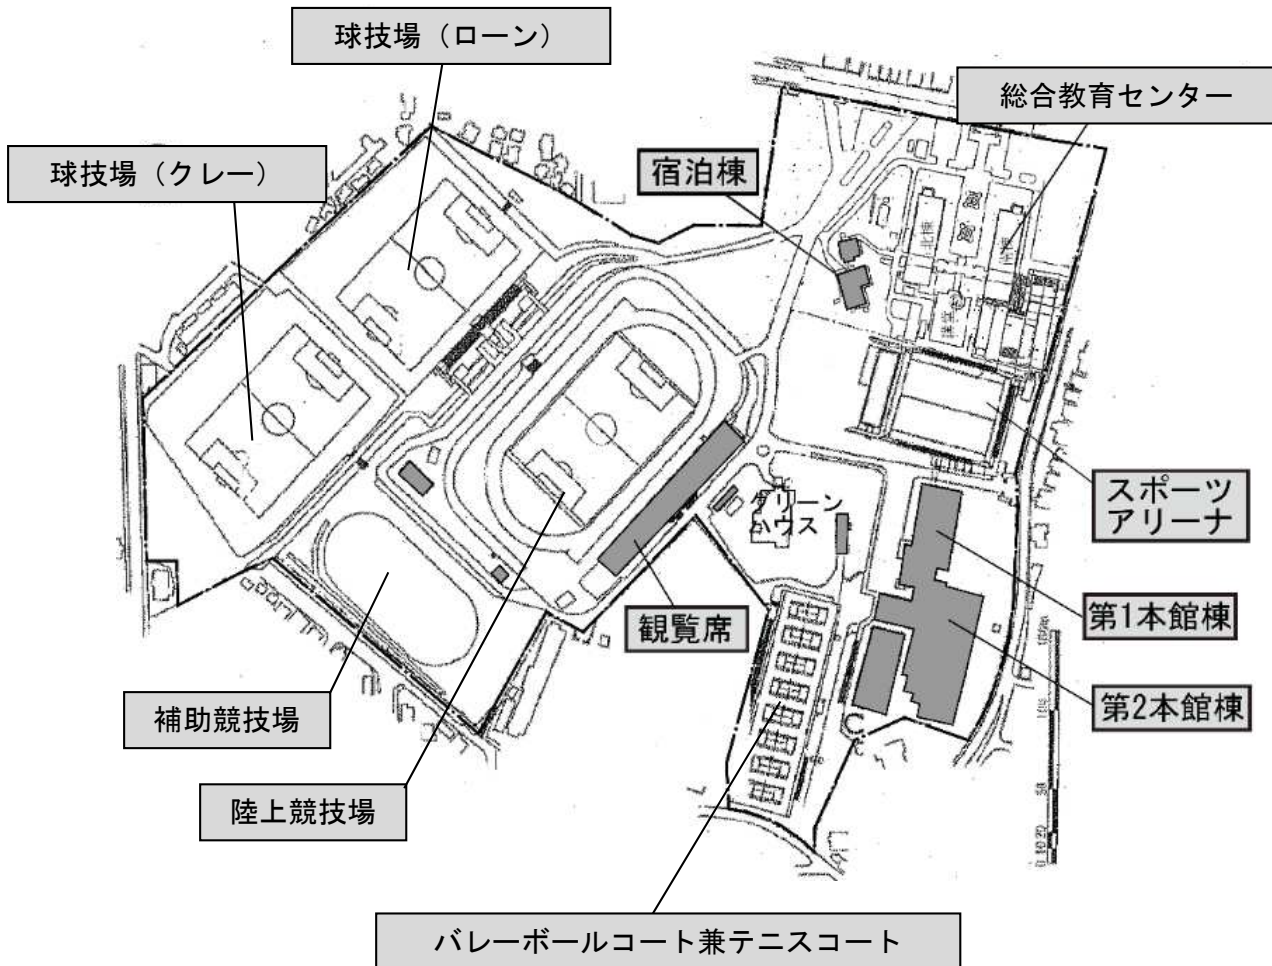 球技場（ローン）
総合教育センター
球技場（クレー）
宿泊棟
北棟
講堂
スポーツ
アリーナ
グリーン
ハウス
第1本館棟
観覧席
第2本館棟
補助競技場
陸上競技場
バレーボールコート兼テニスコート